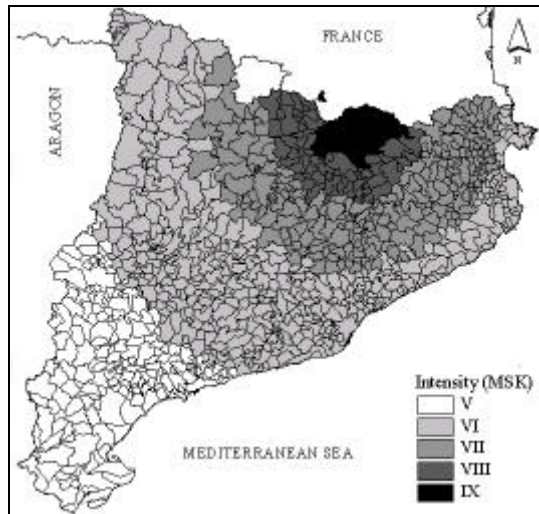 FRANCE
N
ARAGON
Intensity (MSK)
V
VI
VII
VIII
IX
MEDITERRANEAN SEA